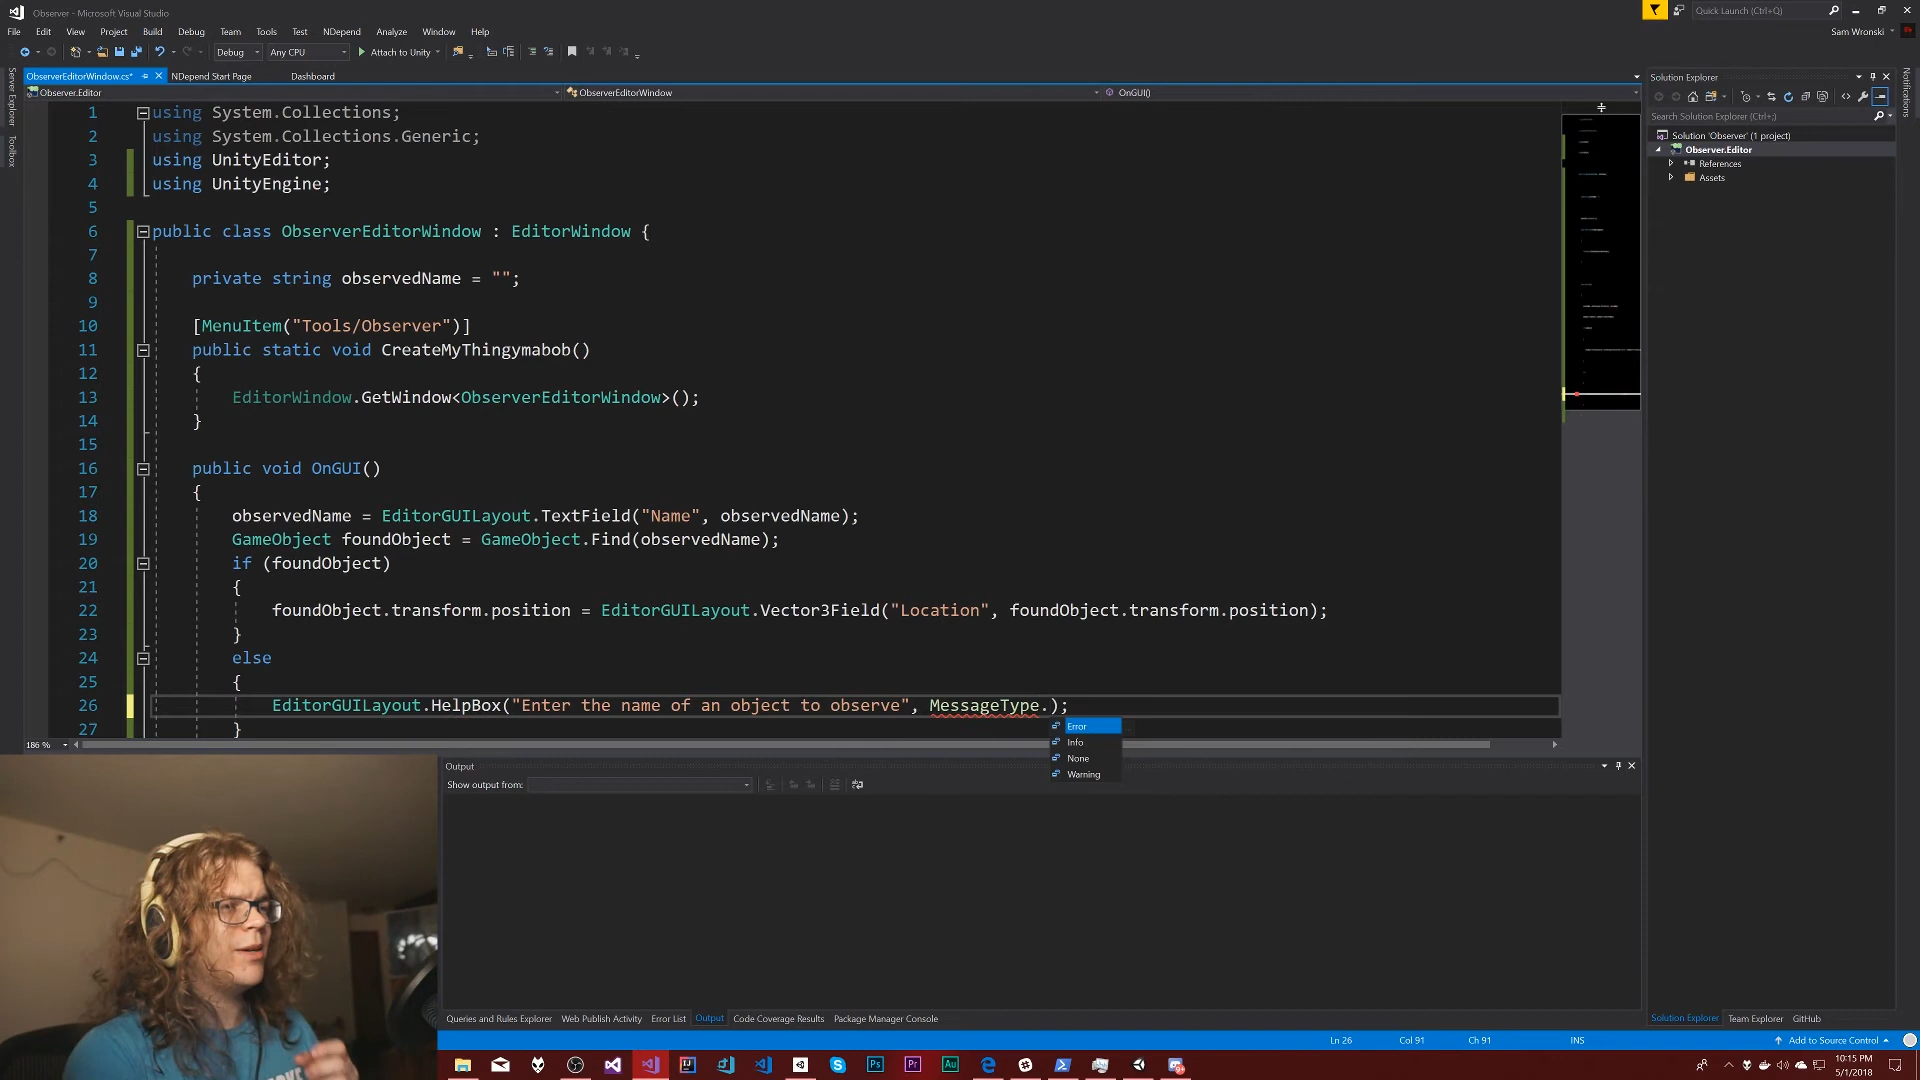 Observer - Microsoft Visual Studio
Quick Launch (Ctrl+Q)
File Edit View Project Build Debug Team Tools Test NDepend Analyze Window Help
Sam Wronski
Debug Any CPU Attach to Unity
ObserverEditorWindow.cs* NDepend Start Page Dashboard
Observer.Editor ObserverEditorWindow OnGUI()
Server Explorer
Toolbox
1 using System.Collections;
2 using System.Collections.Generic;
3 using UnityEditor;
4 using UnityEngine;
5
6 public class ObserverEditorWindow : EditorWindow {
7
8 private string observedName = "";
9
10 [MenuItem("Tools/Observer")]
11 public static void CreateMyThingymabob()
12 {
13 EditorWindow.GetWindow<ObserverEditorWindow>();
14 }
15
16 public void OnGUI()
17 {
18 observedName = EditorGUILayout.TextField("Name", observedName);
19 GameObject foundObject = GameObject.Find(observedName);
20 if (foundObject)
21 {
22 foundObject.transform.position = EditorGUILayout.Vector3Field("Location", foundObject.transform.position);
23 }
24 else
25 {
26 EditorGUILayout.HelpBox("Enter the name of an object to observe", MessageType.);
27 }
Error
Info
None
Warning
186 %
Solution Explorer
Search Solution Explorer (Ctrl+;)
Solution 'Observer' (1 project)
Observer.Editor
References
Assets
Notifications
Output
Show output from:
Queries and Rules Explorer Web Publish Activity Error List Output Code Coverage Results Package Manager Console
Solution Explorer Team Explorer GitHub
Ln 26 Col 91 Ch 91 INS Add to Source Control
10:15 PM
5/1/2018